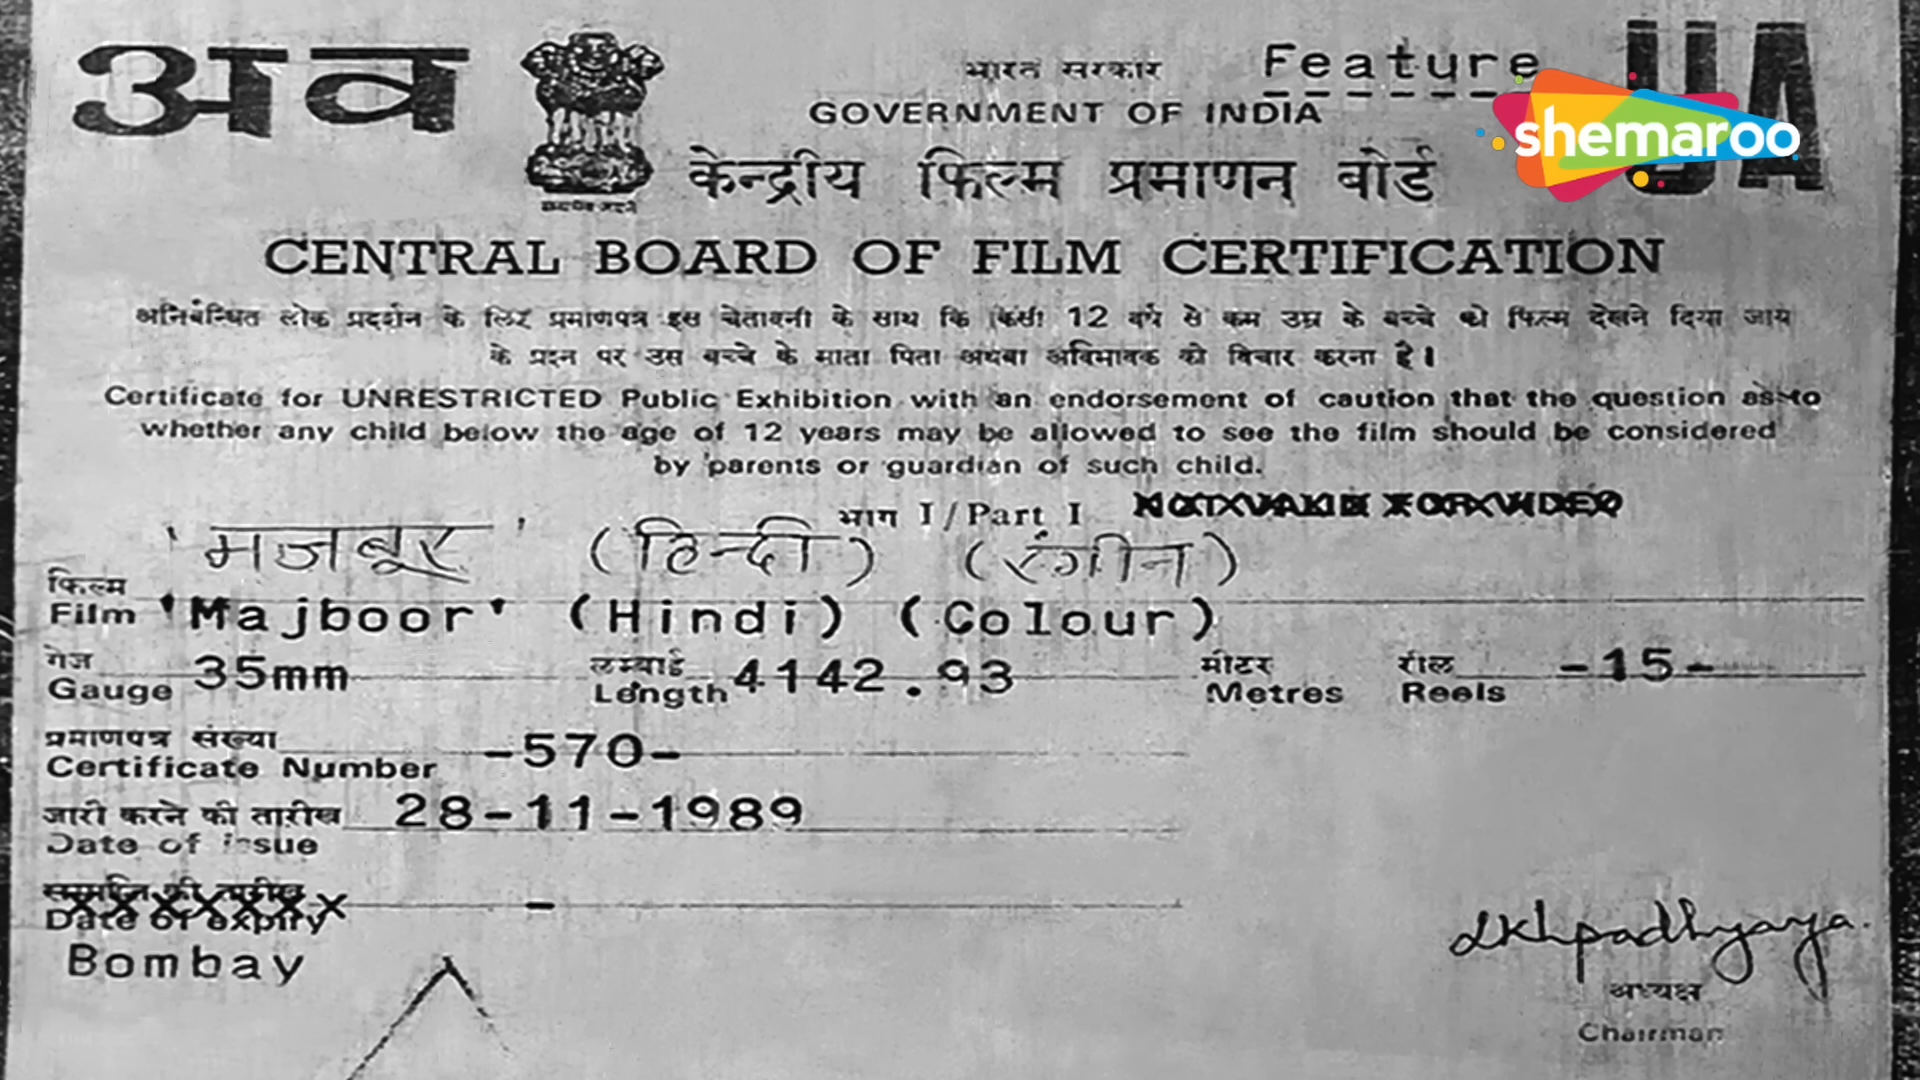 अव
भारत सरकार Feature UA
GOVERNMENT OF INDIA
shemaroo
केन्द्रीय फिल्म प्रमाणन् बोर्ड
CENTRAL BOARD OF FILM CERTIFICATION
अनिबंन्धित लोक प्रदर्शन के लिए प्रमाणपत्र इस चेतावनी के साथ कि किसी 12 वर्ष से कम उम्र के बच्चे को फिल्म देखने दिया जाय
के प्रश्न पर उस बच्चे के माता पिता अथवा अविभावक को विचार करना है।
Certificate for UNRESTRICTED Public Exhibition with an endorsement of caution that the question as to
whether any child below the age of 12 years may be allowed to see the film should be considered
by parents or guardian of such child.
भाग I/Part I NOT VALID FOR VIDEO
'मजबूर' (हिन्दी) (रंगीन)
फिल्म
Film 'Majboor' (Hindi) (Colour)
गेज 35mm लम्बाई 4142.93 मीटर रील -15-
Gauge Length Metres Reels
प्रमाणपत्र संख्या -570-
Certificate Number
जारी करने की तारीख 28-11-1989
Date of issue
समाप्ति की तारीख -
Date of expiry
Bombay
अध्यक्ष
Chairman